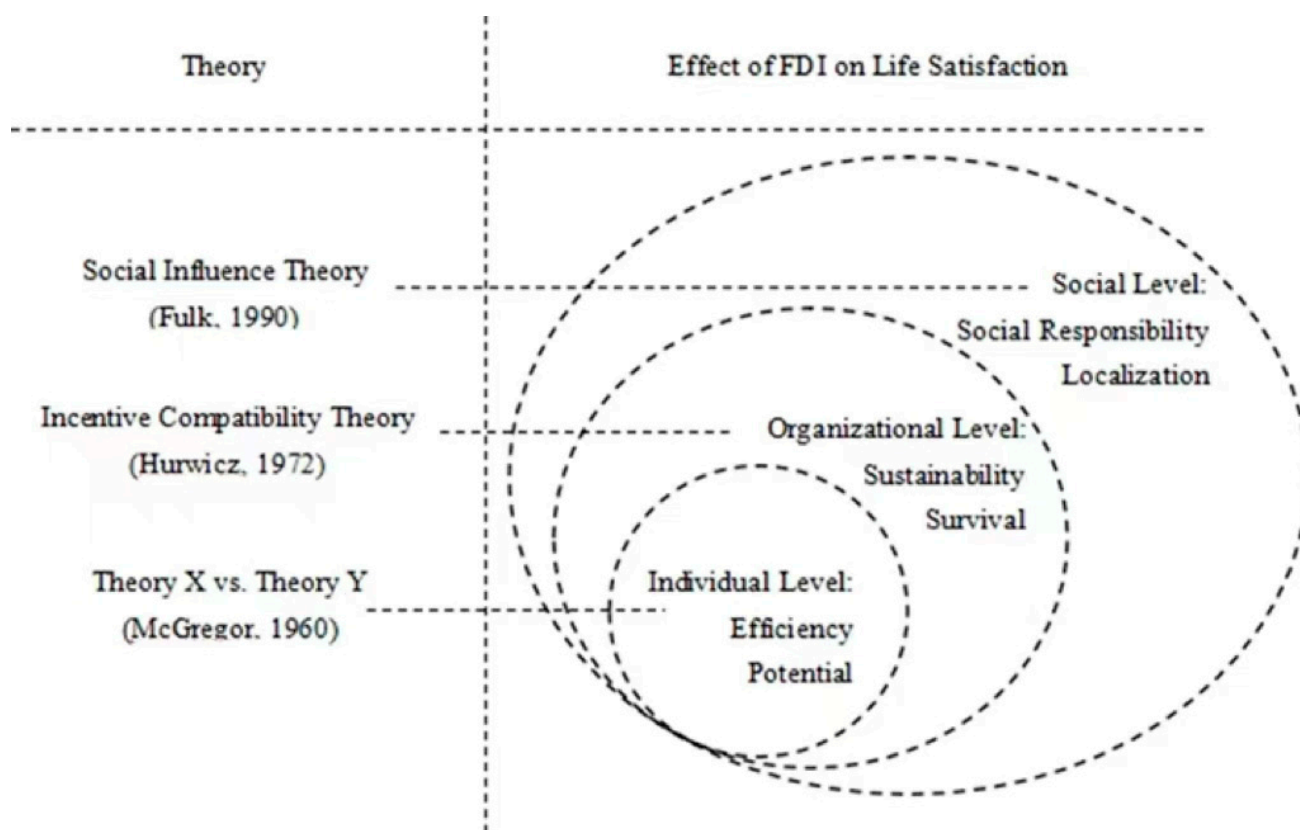 Theory
Effect of FDI on Life Satisfaction
Social Influence Theory
(Fulk, 1990)
Social Level:
Social Responsibility
Localization
Incentive Compatibility Theory
(Hurwicz, 1972)
Organizational Level:
Sustainability
Survival
Theory X vs. Theory Y
(McGregor, 1960)
Individual Level:
Efficiency
Potential